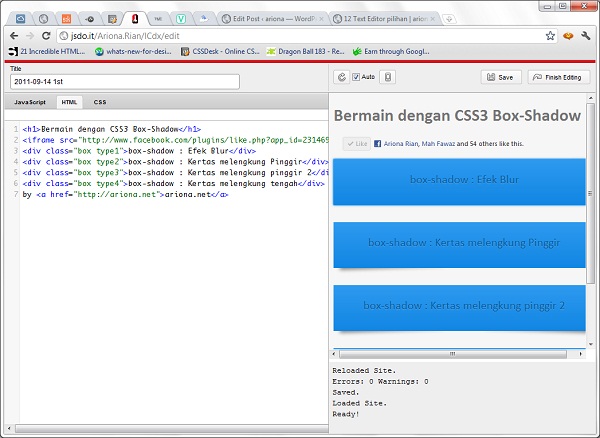 Edit Post ‹ ariona — WordP
12 Text Editor pilihan | arion
jsdo.it/Ariona.Rian/ICdx/edit
21 Incredible HTML...
whats-new-for-desi...
CSSDesk - Online CS...
Dragon Ball 183 - Re...
Earn through Googl...
Title
2011-09-14 1st
Auto
Save
Finish Editing
JavaScript
HTML
CSS
1 <h1>Bermain dengan CSS3 Box-Shadow</h1>
2 <iframe src="http://www.facebook.com/plugins/like.php?app_id=231469
3 <div class="box type1">box-shadow : Efek Blur</div>
4 <div class="box type2">box-shadow : Kertas melengkung Pinggir</div>
5 <div class="box type3">box-shadow : Kertas melengkung pinggir 2</di
6 <div class="box type4">box-shadow : Kertas melengkung tengah</div>
7 by <a href="http://ariona.net">ariona.net</a>
Bermain dengan CSS3 Box-Shadow
Like
Ariona Rian, Mah Fawaz and 54 others like this.
box-shadow : Efek Blur
box-shadow : Kertas melengkung Pinggir
box-shadow : Kertas melengkung pinggir 2
Reloaded Site.
Errors: 0 Warnings: 0
Saved.
Loaded Site.
Ready!